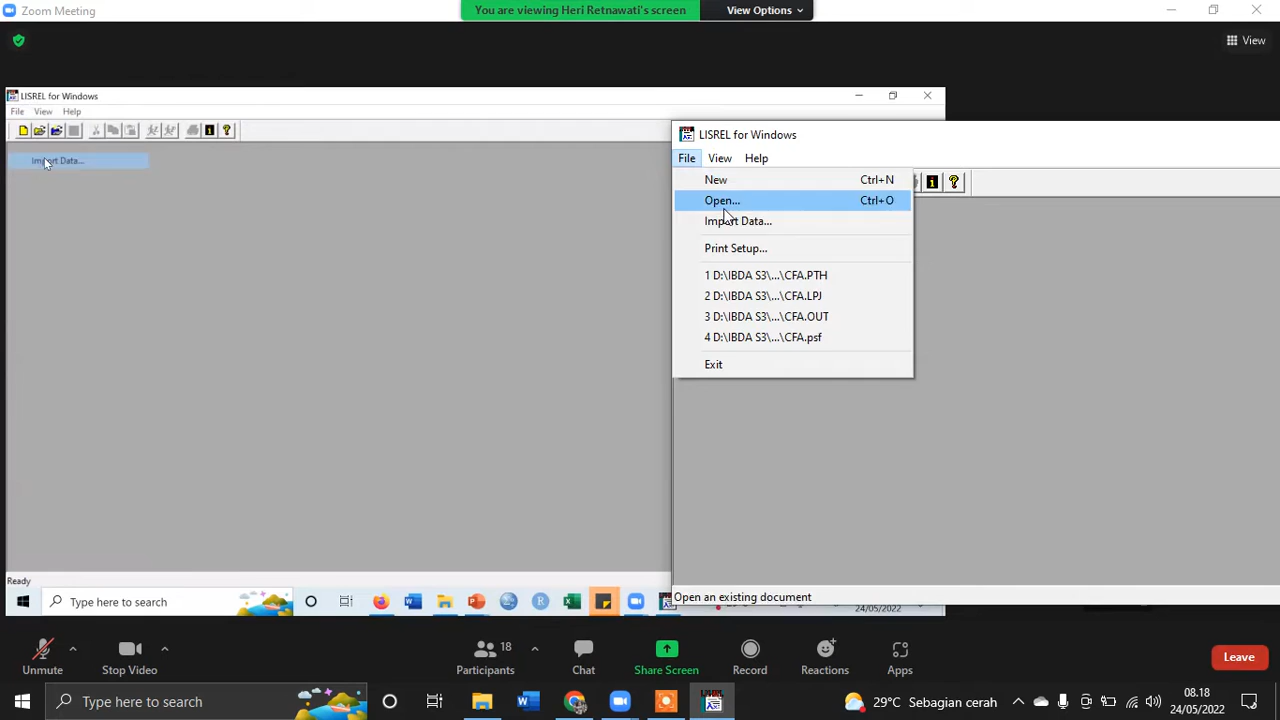 Zoom Meeting
You are viewing Heri Retnawati's screen
View Options
View
LISREL for Windows
File View Help
Import Data...
LISREL for Windows
File View Help
New Ctrl+N
Open... Ctrl+O
Import Data...
Print Setup...
1 D:\IBDA S3\...\CFA.PTH
2 D:\IBDA S3\...\CFA.LPJ
3 D:\IBDA S3\...\CFA.OUT
4 D:\IBDA S3\...\CFA.psf
Exit
Ready
Open an existing document
Type here to search
24/05/2022
Unmute
Stop Video
18
Participants
Chat
Share Screen
Record
Reactions
Apps
Leave
Type here to search
29°C Sebagian cerah
08.18
24/05/2022